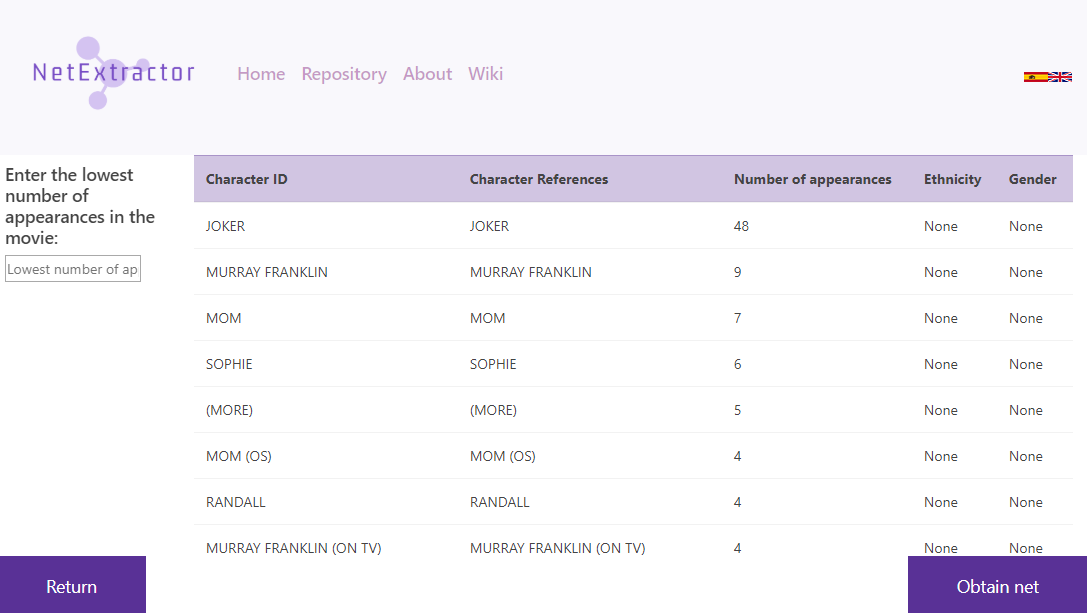 NetExtractor
Home Repository About Wiki
Enter the lowest
number of
appearances in the
movie:
Lowest number of ap
Character ID Character References Number of appearances Ethnicity Gender
JOKER JOKER 48 None None
MURRAY FRANKLIN MURRAY FRANKLIN 9 None None
MOM MOM 7 None None
SOPHIE SOPHIE 6 None None
(MORE) (MORE) 5 None None
MOM (OS) MOM (OS) 4 None None
RANDALL RANDALL 4 None None
MURRAY FRANKLIN (ON TV) MURRAY FRANKLIN (ON TV) 4 None None
Return Obtain net